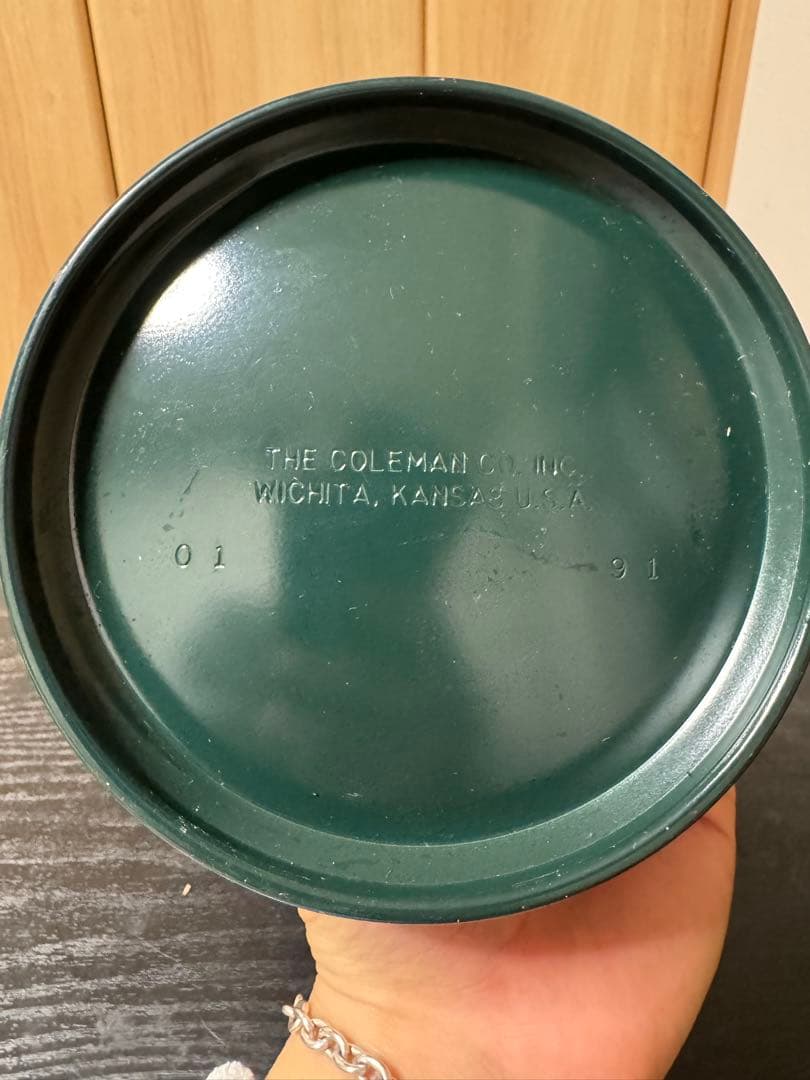 THE COLEMAN CO. INC.
WICHITA, KANSAS U.S.A.
01 91